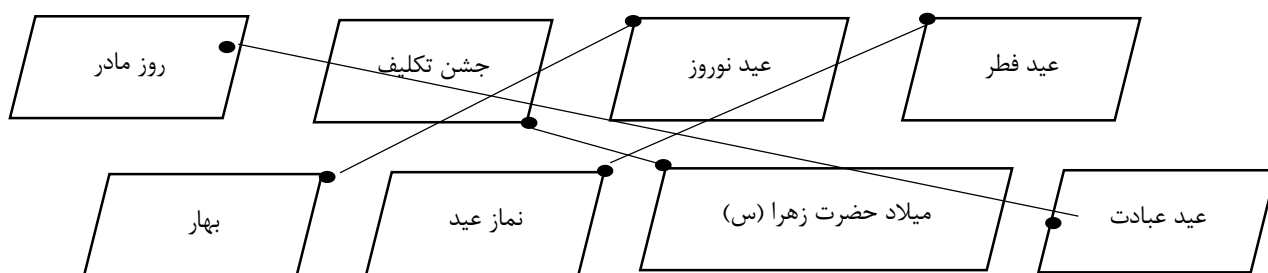 عید فطر
عید نوروز
جشن تکلیف
روز مادر
عید عبادت
میلاد حضرت زهرا (س)
نماز عید
بهار